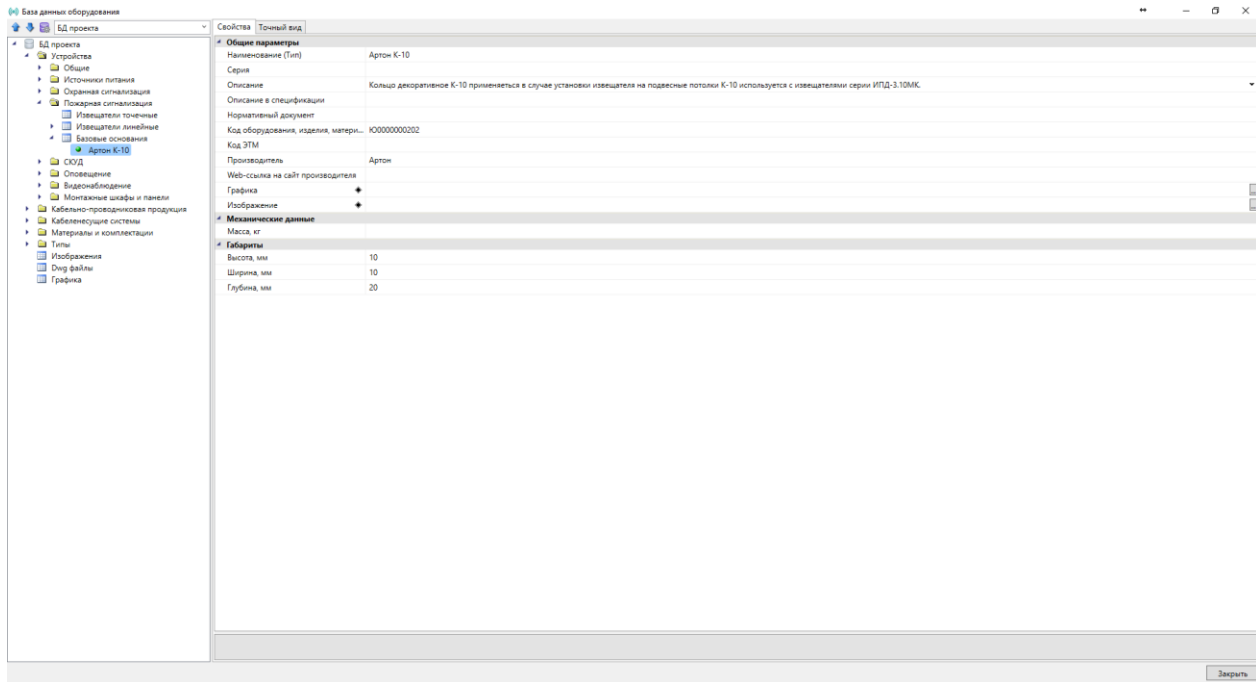 База данных оборудования
БД проекта
Свойства Точный вид
БД проекта
Устройства
Общие
Источники питания
Охранная сигнализация
Пожарная сигнализация
Извещатели точечные
Извещатели линейные
Базовые основания
Артон К-10
СКУД
Оповещение
Видеонаблюдение
Монтажные шкафы и панели
Кабельно-проводниковая продукция
Кабеленесущие системы
Материалы и комплектации
Типы
Изображения
Dwg файлы
Графика
Общие параметры
Наименование (Тип) Артон К-10
Серия
Описание Кольцо декоративное К-10 применяеться в случае установки извещателя на подвесные потолки К-10 используется с извещателями серии ИПД-3.10МК.
Описание в спецификации
Нормативный документ
Код оборудования, изделия, матери... Ю0000000202
Код ЭТМ
Производитель Артон
Web-ссылка на сайт производителя
Графика
Изображение
Механические данные
Масса, кг
Габариты
Высота, мм 10
Ширина, мм 10
Глубина, мм 20
Закрыть